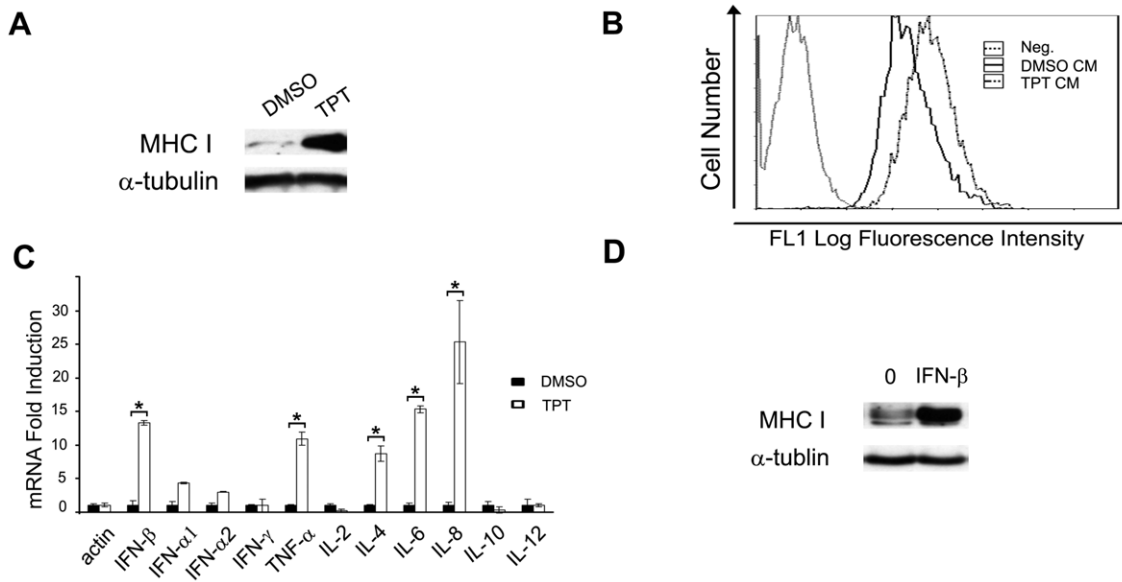 A
DMSO
TPT
MHC I
α-tubulin
B
Cell Number
Neg.
DMSO CM
TPT CM
FL1 Log Fluorescence Intensity
C
mRNA Fold Induction
30
25
20
15
10
5
0
* * * * *
DMSO
TPT
actin
IFN-β
IFN-α1
IFN-α2
IFN-γ
TNF-α
IL-2
IL-4
IL-6
IL-8
IL-10
IL-12
D
0 IFN-β
MHC I
α-tublin